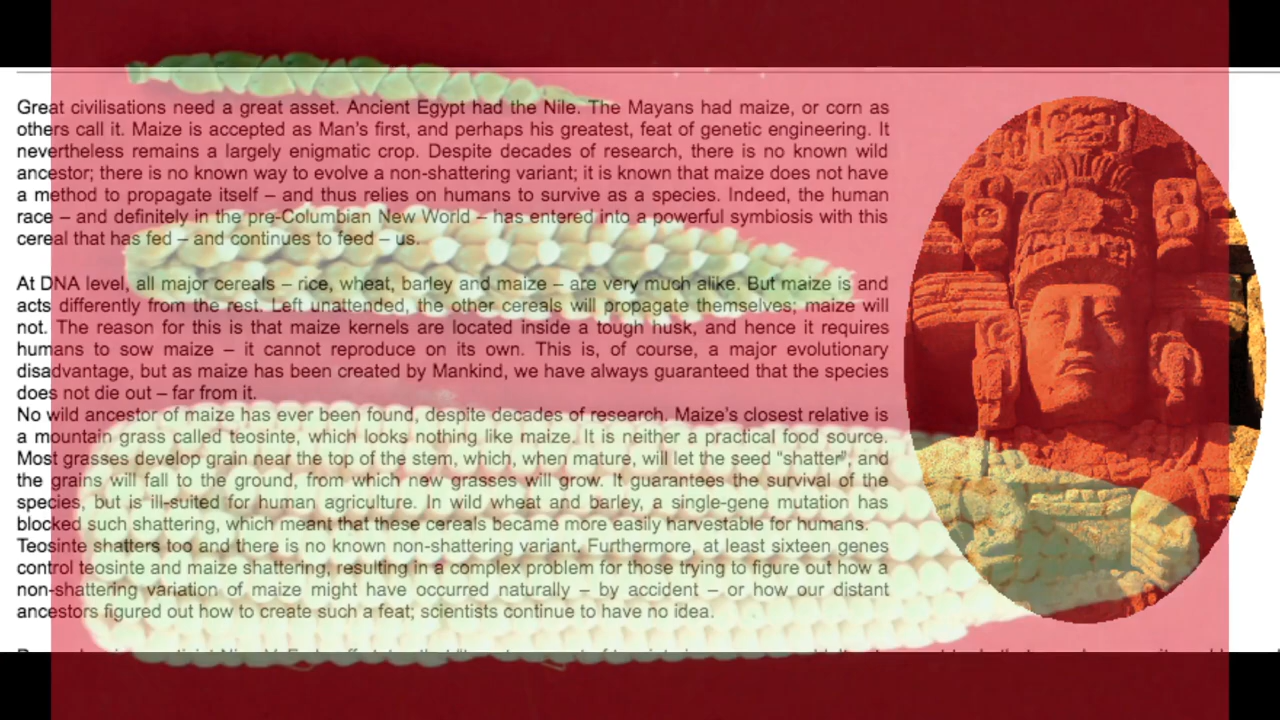 Great civilisations need a great asset. Ancient Egypt had the Nile. The Mayans had maize, or corn as
others call it. Maize is accepted as Man's first, and perhaps his greatest, feat of genetic engineering. It
nevertheless remains a largely enigmatic crop. Despite decades of research, there is no known wild
ancestor; there is no known way to evolve a non-shattering variant; it is known that maize does not have
a method to propagate itself – and thus relies on humans to survive as a species. Indeed, the human
race – and definitely in the pre-Columbian New World – has entered into a powerful symbiosis with this
cereal that has fed – and continues to feed – us.
At DNA level, all major cereals – rice, wheat, barley and maize – are very much alike. But maize is and
acts differently from the rest. Left unattended, the other cereals will propagate themselves; maize will
not. The reason for this is that maize kernels are located inside a tough husk, and hence it requires
humans to sow maize – it cannot reproduce on its own. This is, of course, a major evolutionary
disadvantage, but as maize has been created by Mankind, we have always guaranteed that the species
does not die out – far from it.
No wild ancestor of maize has ever been found, despite decades of research. Maize's closest relative is
a mountain grass called teosinte, which looks nothing like maize. It is neither a practical food source.
Most grasses develop grain near the top of the stem, which, when mature, will let the seed "shatter", and
the grains will fall to the ground, from which new grasses will grow. It guarantees the survival of the
species, but is ill-suited for human agriculture. In wild wheat and barley, a single-gene mutation has
blocked such shattering, which meant that these cereals became more easily harvestable for humans.
Teosinte shatters too and there is no known non-shattering variant. Furthermore, at least sixteen genes
control teosinte and maize shattering, resulting in a complex problem for those trying to figure out how a
non-shattering variation of maize might have occurred naturally – by accident – or how our distant
ancestors figured out how to create such a feat; scientists continue to have no idea.